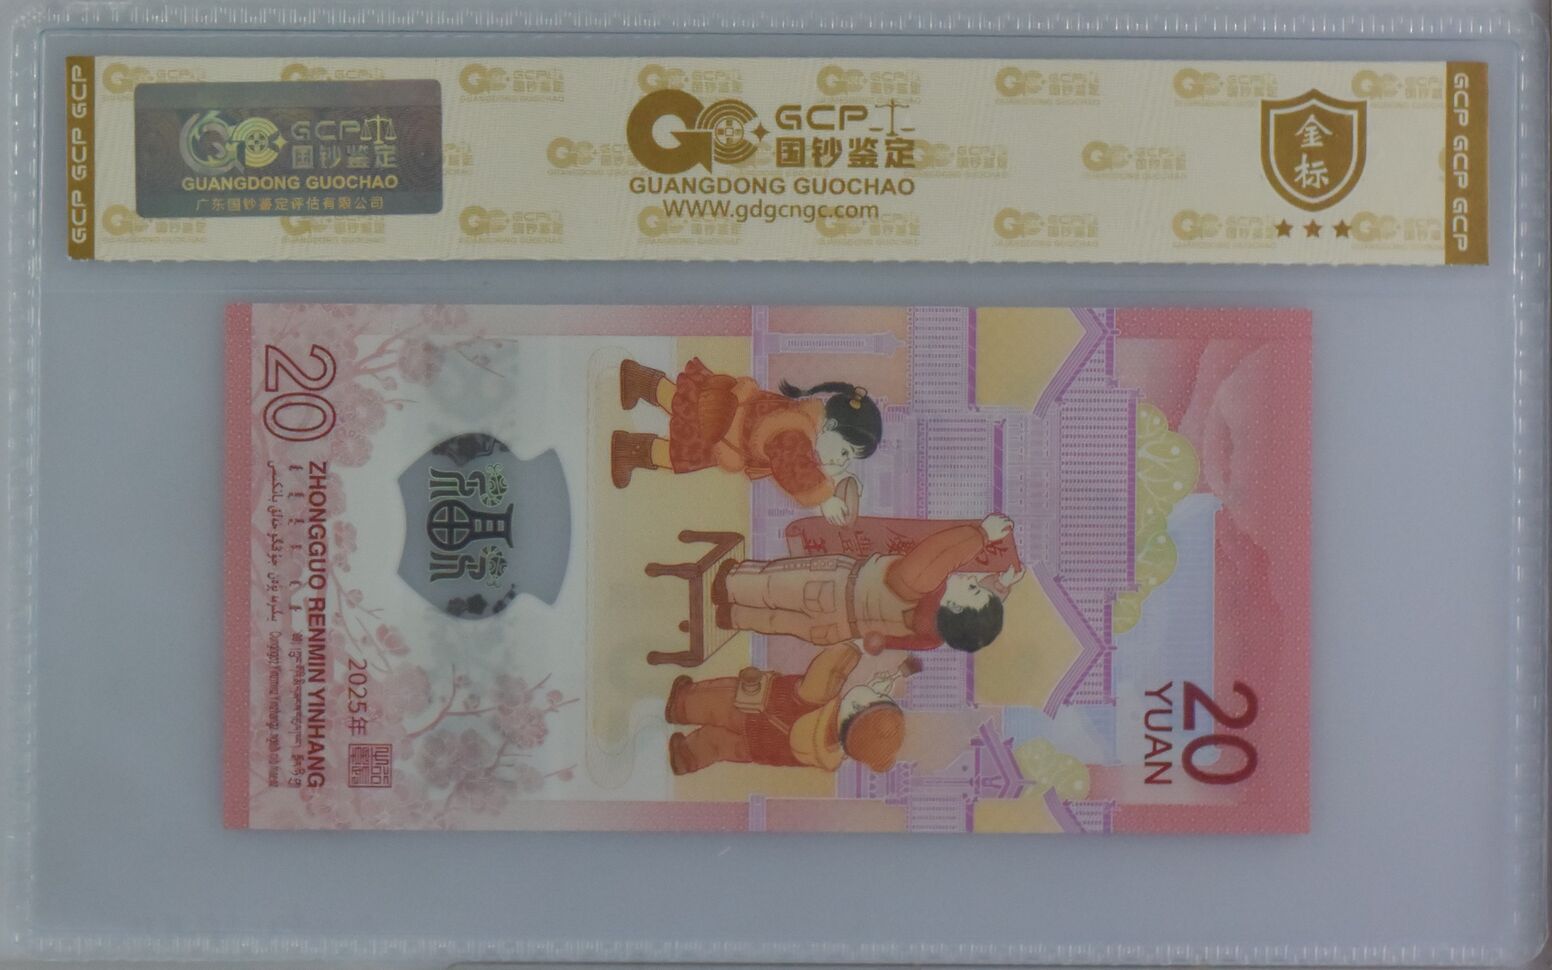 GCP GCP GCP
GCP
国钞鉴定
GUANGDONG GUOCHAO
广东国钞鉴定评估有限公司
GCP
国钞鉴定
GUANGDONG GUOCHAO
WWW.gdgcngc.com
金
标
GCP GCP GCP
20
ZHONGGUO RENMIN YINHANG
2025年
20
YUAN